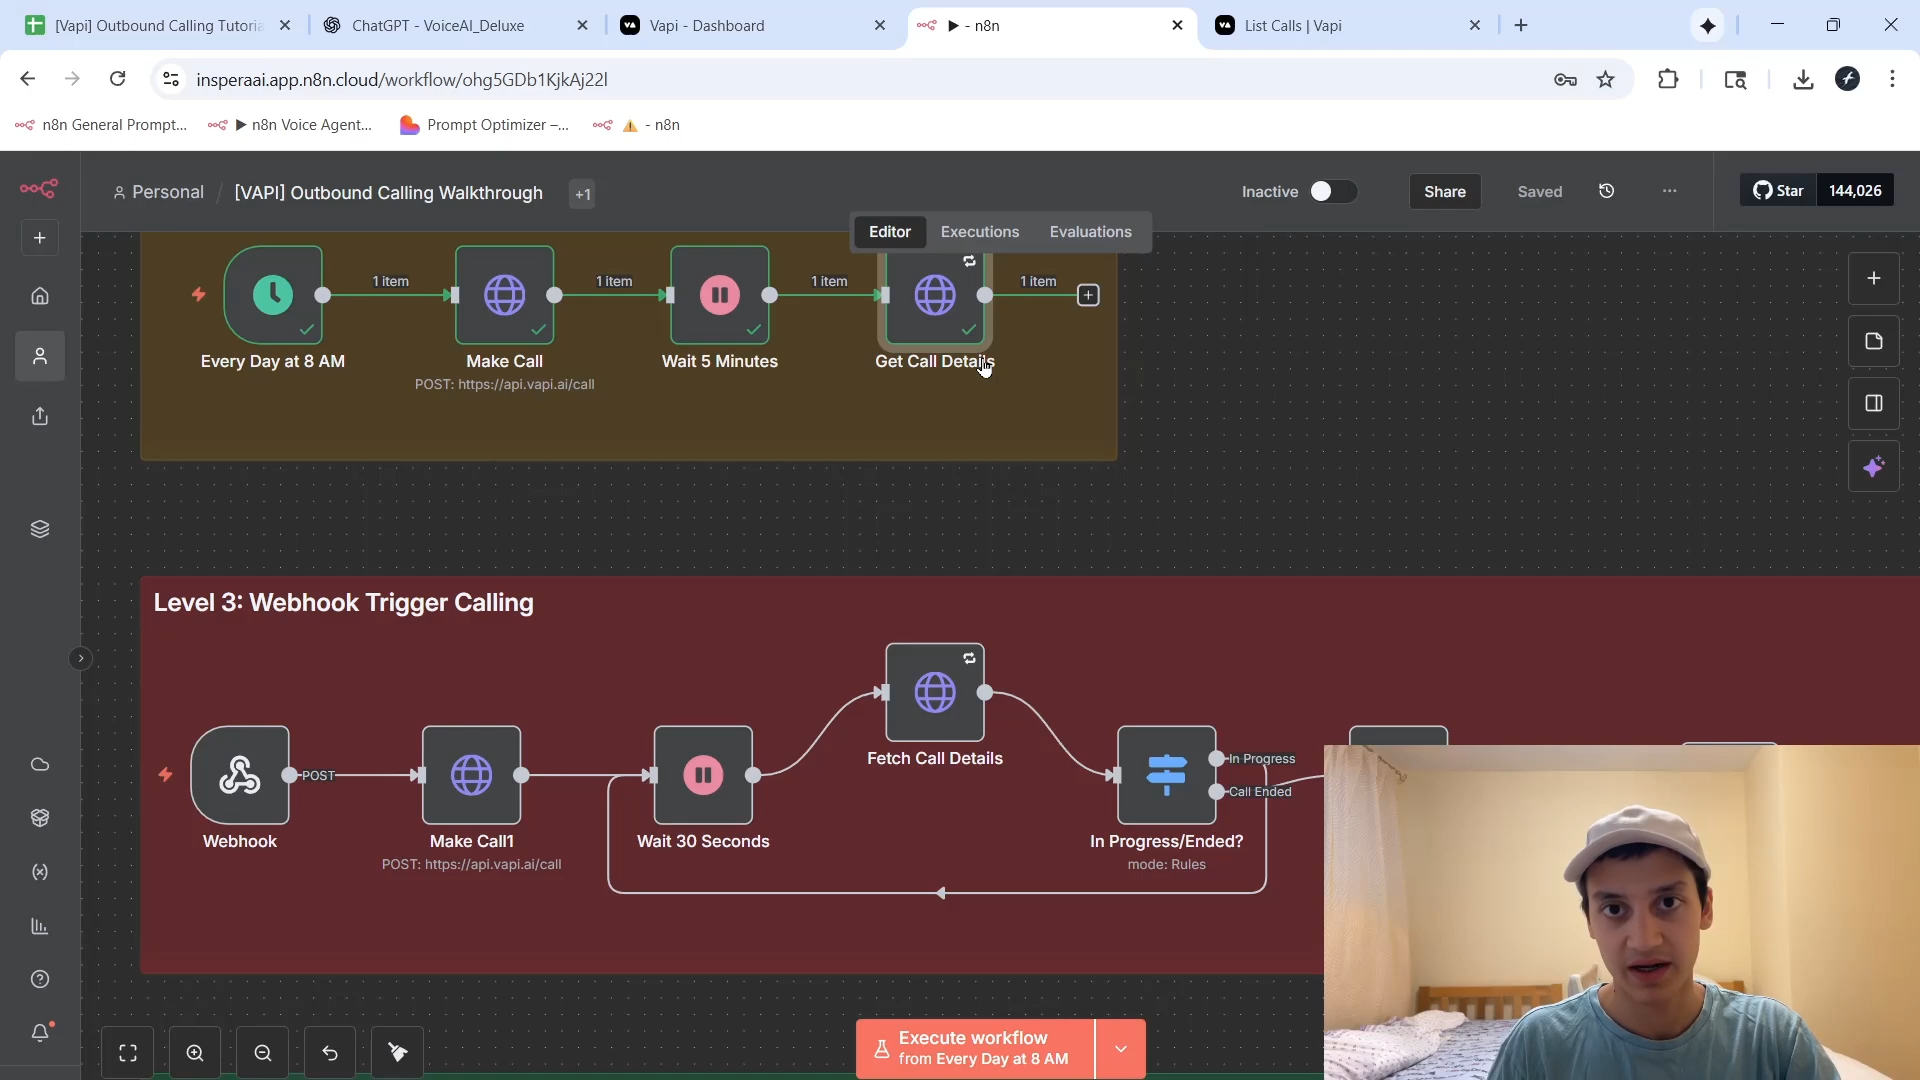 [Vapi] Outbound Calling Tutoria
ChatGPT - VoiceAI_Deluxe
Vapi - Dashboard
▶ - n8n
List Calls | Vapi
insperaai.app.n8n.cloud/workflow/ohg5GDb1KjkAj22l
n8n General Prompt...
▶ n8n Voice Agent...
Prompt Optimizer –...
- n8n
Personal / [VAPI] Outbound Calling Walkthrough
+1
Inactive
Share
Saved
Star
144,026
Editor
Executions
Evaluations
1 item
1 item
1 item
1 item
Every Day at 8 AM
Make Call
Wait 5 Minutes
Get Call Details
POST: https://api.vapi.ai/call
Level 3: Webhook Trigger Calling
Fetch Call Details
POST
In Progress
Call Ended
Webhook
Make Call1
Wait 30 Seconds
In Progress/Ended?
POST: https://api.vapi.ai/call
mode: Rules
Execute workflow
from Every Day at 8 AM